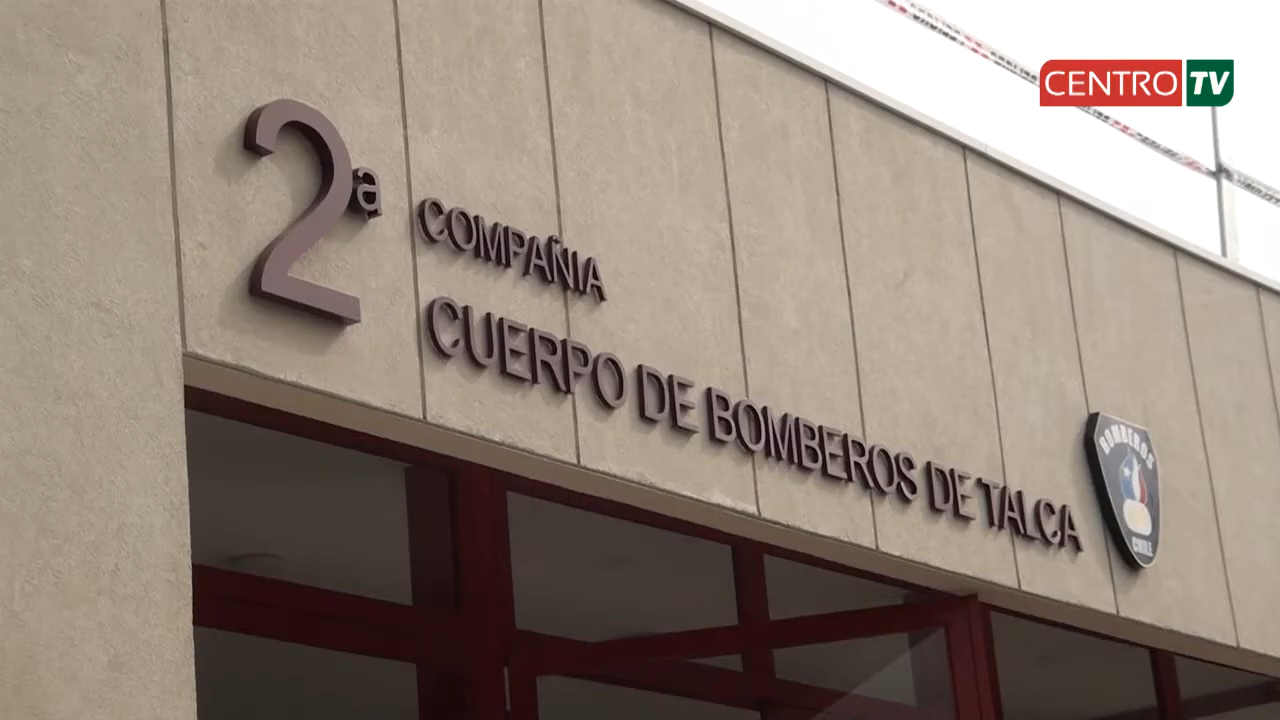 CENTRO TV
2a
COMPAÑIA
CUERPO DE BOMBEROS DE TALCA
BOMBEROS
CHILE